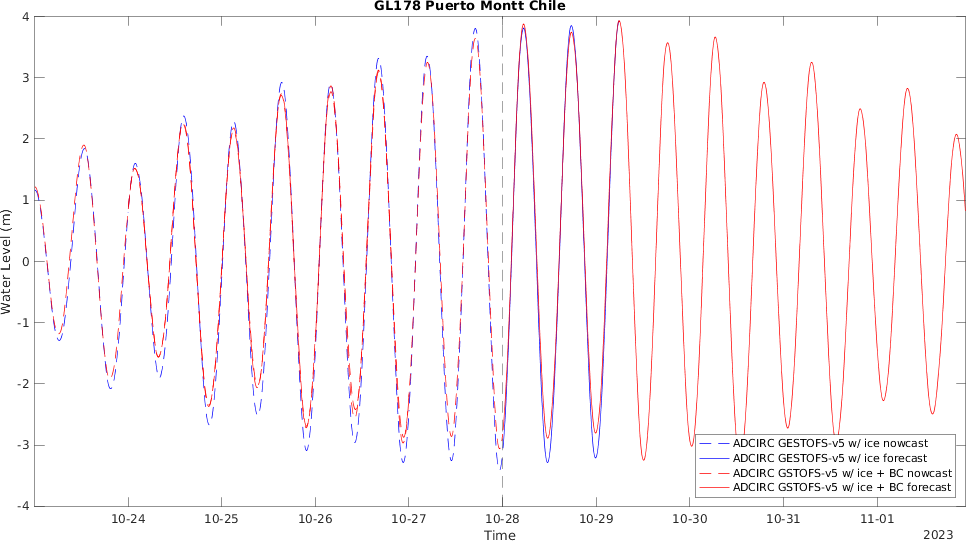 GL178 Puerto Montt Chile
4
3
2
1
0
-1
-2
-3
-4
Water Level (m)
10-24 10-25 10-26 10-27 10-28 10-29 10-30 10-31 11-01
Time
2023
ADCIRC GESTOFS-v5 w/ ice nowcast
ADCIRC GESTOFS-v5 w/ ice forecast
ADCIRC GSTOFS-v5 w/ ice + BC nowcast
ADCIRC GSTOFS-v5 w/ ice + BC forecast